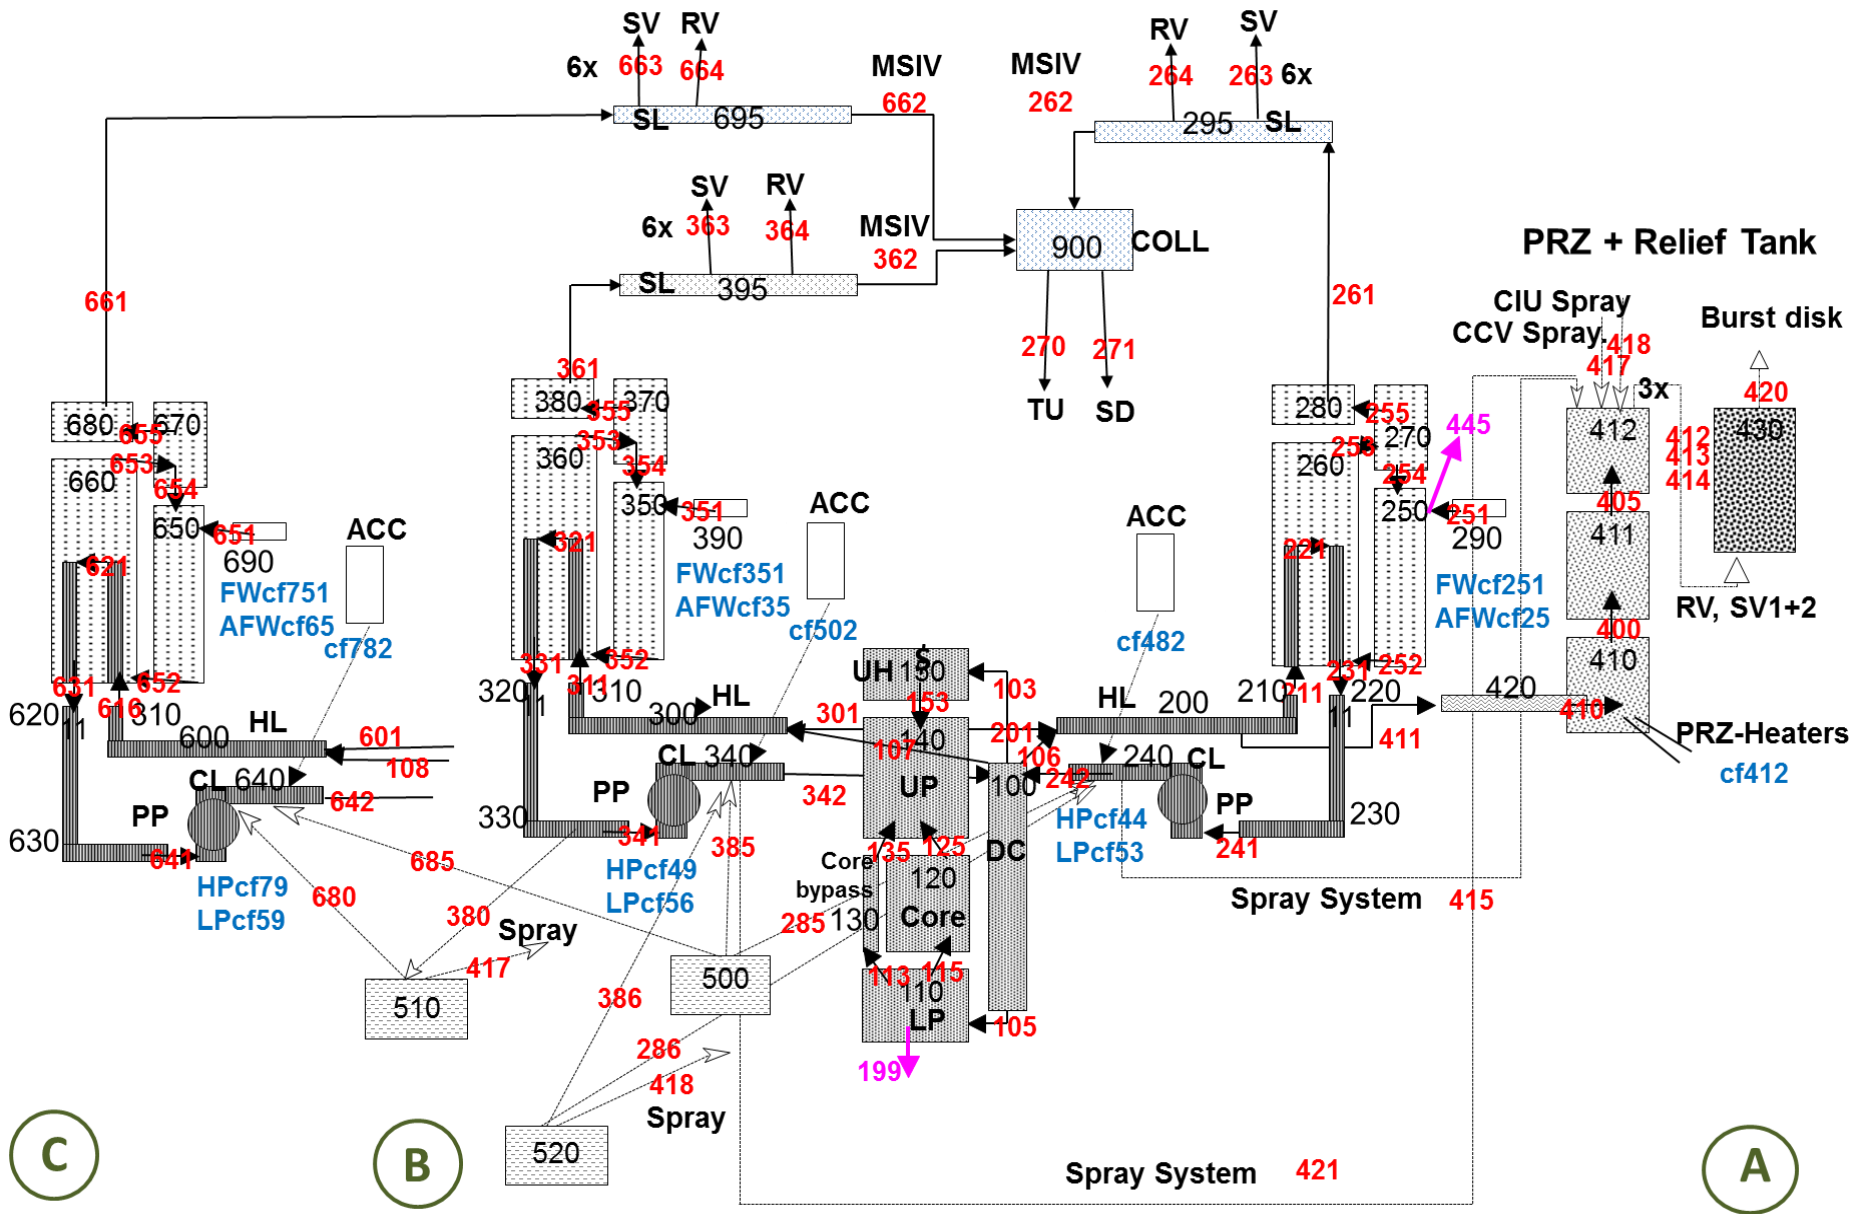 SV RV
6x 663 664
MSIV
662
SL 695
RV SV
MSIV
264 263 6x
262
295 SL
SV RV
6x 363 364
MSIV
362
SL 395
900 COLL
PRZ + Relief Tank
661
261
CIU Spray
CCV Spray
418
417
Burst disk
270 271
TU SD
3x
420
361
380 355 370
353
360 354
350 351
390
FWcf351
AFWcf35
321
680 655 670
653
660 654
650 651
690
FWcf751
AFWcf65
621
ACC
cf782
ACC
cf502
ACC
cf482
280 255
445
253 270
260 254
250 251
290
FWcf251
AFWcf25
221
412
412
413
414
430
405
411
RV, SV1+2
400
410
420
410
PRZ-Heaters
cf412
631 652
616
620 11 310
HL
600
601
108
CL
640
642
PP
630
641
HPcf79
LPcf59
331 352
311
320 11 310
HL
300
301
107
CL
340
342
PP
330
341
HPcf49
LPcf56
385
UH S
150
103
153
140
UP
201
106
100
242
135 125
DC
Core
bypass
120
130 Core
113 115
110
LP
105
199
HL
200
210 211 231 252
220
11
411
CL
240
PP
HPcf44
LPcf53
230
241
Spray System 415
685
680
380
Spray
417
285
500
510
386
286
418
Spray
520
Spray System 421
C
B
A